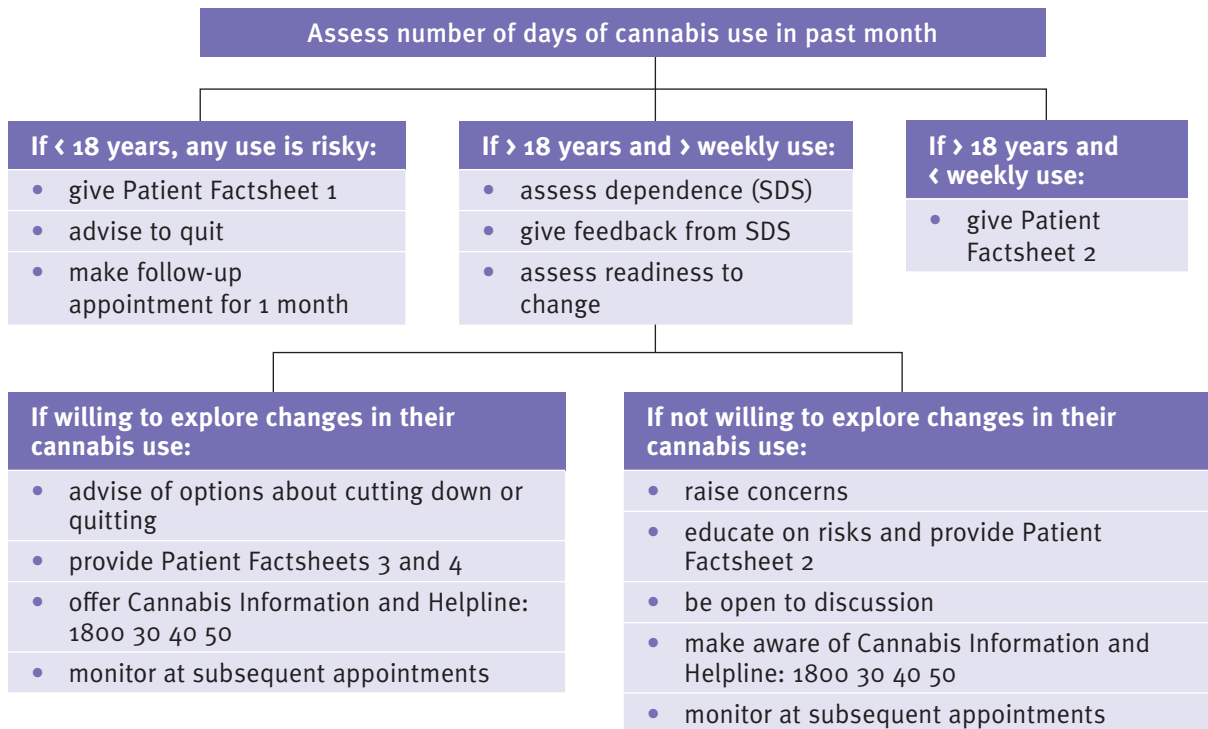 Assess number of days of cannabis use in past month
If < 18 years, any use is risky:
• give Patient Factsheet 1
• advise to quit
• make follow-up
appointment for 1 month
If > 18 years and > weekly use:
• assess dependence (SDS)
• give feedback from SDS
• assess readiness to
change
If > 18 years and
< weekly use:
• give Patient
Factsheet 2
If willing to explore changes in their
cannabis use:
• advise of options about cutting down or
quitting
• provide Patient Factsheets 3 and 4
• offer Cannabis Information and Helpline:
1800 30 40 50
• monitor at subsequent appointments
If not willing to explore changes in their
cannabis use:
• raise concerns
• educate on risks and provide Patient
Factsheet 2
• be open to discussion
• make aware of Cannabis Information and
Helpline: 1800 30 40 50
• monitor at subsequent appointments